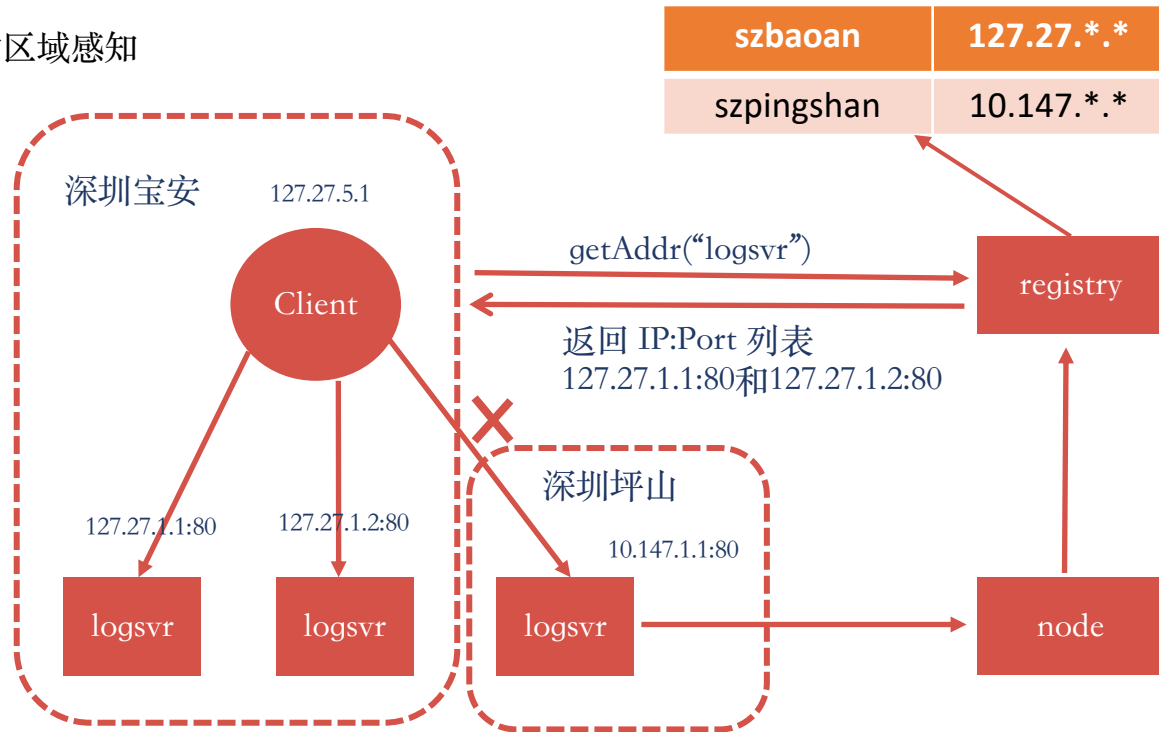 区域感知
szbaoan 127.27.*.*
szpingshan 10.147.*.*
深圳宝安
127.27.5.1
Client
getAddr(“logsvr”)
registry
返回 IP:Port 列表
127.27.1.1:80和127.27.1.2:80
深圳坪山
127.27.1.1:80
127.27.1.2:80
10.147.1.1:80
logsvr
logsvr
logsvr
node